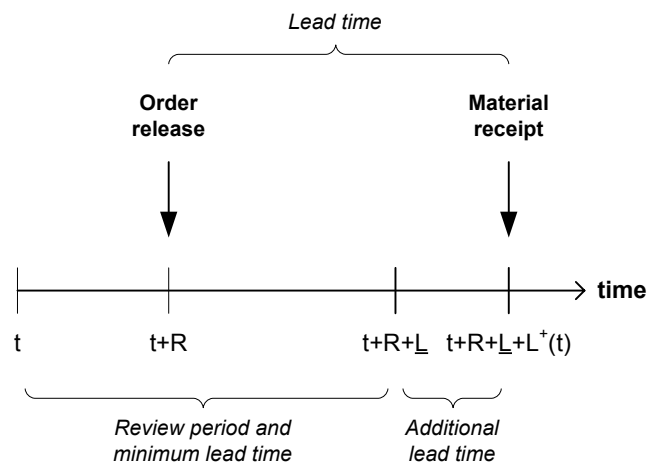 Lead time
Order
release
Material
receipt
time
t
t+R
t+R+L
t+R+L+L⁺(t)
Review period and
minimum lead time
Additional
lead time